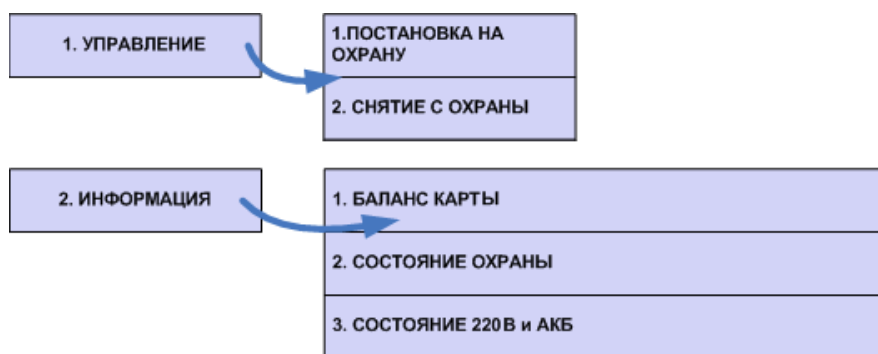 1. УПРАВЛЕНИЕ
1.ПОСТАНОВКА НА
ОХРАНУ
2. СНЯТИЕ С ОХРАНЫ
2. ИНФОРМАЦИЯ
1. БАЛАНС КАРТЫ
2. СОСТОЯНИЕ ОХРАНЫ
3. СОСТОЯНИЕ 220В и АКБ